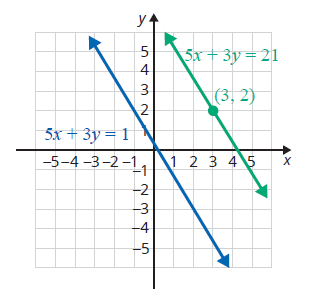 y
5
5x + 3y = 21
4
3
(3, 2)
2
5x + 3y = 1
1
–5 –4 –3 –2 –1
1 2 3 4 5
x
–1
–2
–3
–4
–5